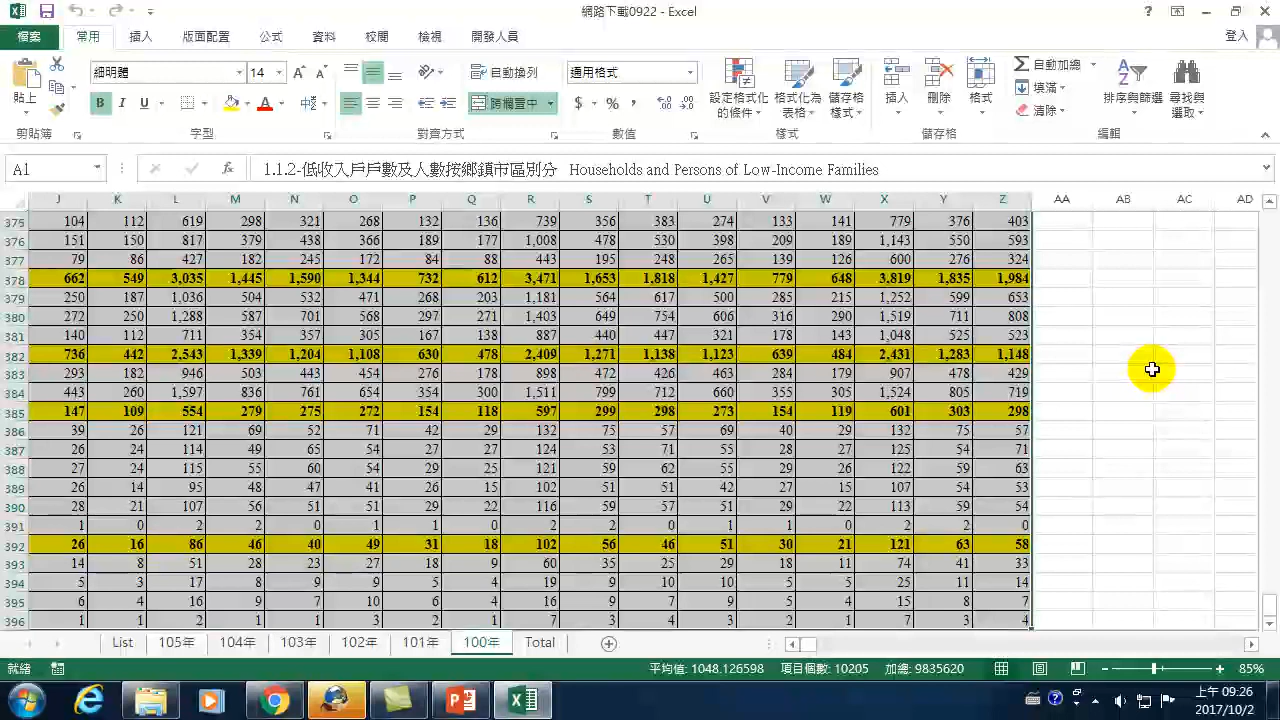 網路下載0922 - Excel
檔案 常用 插入 版面配置 公式 資料 校閱 檢視 開發人員 登入
細明體 14 自動換列 通用格式 自動加總
貼上 B I U 跨欄置中 $ % 設定格式化的條件 格式化為表格 儲存格樣式 插入 刪除 格式 填滿 清除 排序與篩選 尋找與選取
剪貼簿 字型 對齊方式 數值 樣式 儲存格 編輯
A1 fx 1.1.2-低收入戶戶數及人數按鄉鎮市區別分 Households and Persons of Low-Income Families
J K L M N O P Q R S T U V W X Y Z AA AB AC AD
375 104 112 619 298 321 268 132 136 739 356 383 274 133 141 779 376 403
376 151 150 817 379 438 366 189 177 1,008 478 530 398 209 189 1,143 550 593
377 79 86 427 182 245 172 84 88 443 195 248 265 139 126 600 276 324
378 662 549 3,035 1,445 1,590 1,344 732 612 3,471 1,653 1,818 1,427 779 648 3,819 1,835 1,984
379 250 187 1,036 504 532 471 268 203 1,181 564 617 500 285 215 1,252 599 653
380 272 250 1,288 587 701 568 297 271 1,403 649 754 606 316 290 1,519 711 808
381 140 112 711 354 357 305 167 138 887 440 447 321 178 143 1,048 525 523
382 736 442 2,543 1,339 1,204 1,108 630 478 2,409 1,271 1,138 1,123 639 484 2,431 1,283 1,148
383 293 182 946 503 443 454 276 178 898 472 426 463 284 179 907 478 429
384 443 260 1,597 836 761 654 354 300 1,511 799 712 660 355 305 1,524 805 719
385 147 109 554 279 275 272 154 118 597 299 298 273 154 119 601 303 298
386 39 26 121 69 52 71 42 29 132 75 57 69 40 29 132 75 57
387 26 24 114 49 65 54 27 27 124 53 71 55 28 27 125 54 71
388 27 24 115 55 60 54 29 25 121 59 62 55 29 26 122 59 63
389 26 14 95 48 47 41 26 15 102 51 51 42 27 15 107 54 53
390 28 21 107 56 51 51 29 22 116 59 57 51 29 22 113 59 54
391 1 0 2 2 0 1 1 0 2 2 0 1 1 0 2 2 0
392 26 16 86 46 40 49 31 18 102 56 46 51 30 21 121 63 58
393 14 8 51 28 23 27 18 9 60 35 25 29 18 11 74 41 33
394 5 3 17 8 9 9 5 4 19 9 10 10 5 5 25 11 14
395 6 4 16 9 7 10 6 4 16 9 7 9 5 4 15 8 7
396 1 1 2 1 1 3 2 1 7 3 4 3 2 1 7 3 4
List 105年 104年 103年 102年 101年 100年 Total
就緒 平均值: 1048.126598 項目個數: 10205 加總: 9835620 85%
上午 09:26
2017/10/2